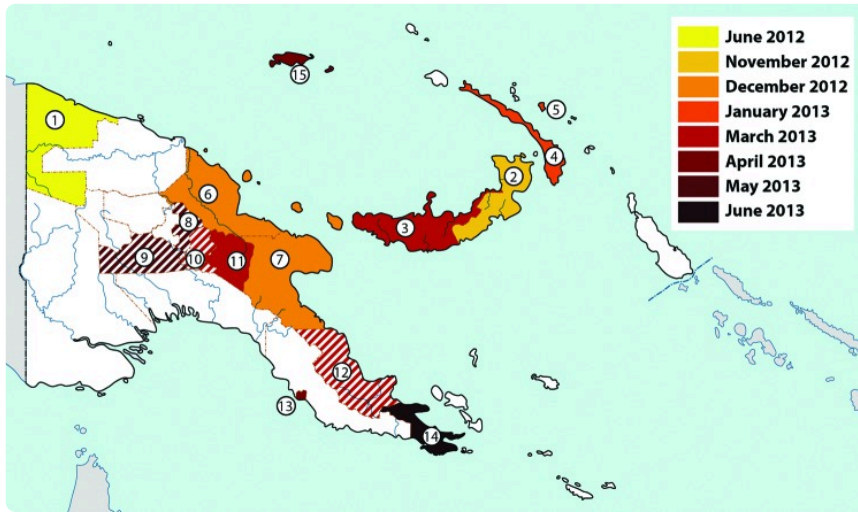 June 2012
November 2012
December 2012
January 2013
March 2013
April 2013
May 2013
June 2013
15
5
1
4
2
6
8
3
9
10
11
7
12
13
14